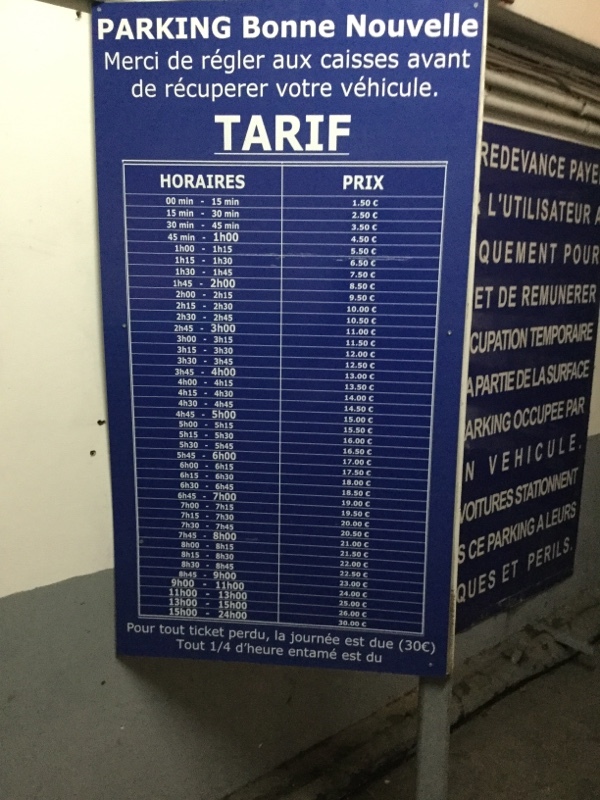 PARKING Bonne Nouvelle
Merci de régler aux caisses avant
de récuperer votre véhicule.
TARIF
HORAIRES PRIX
00 min - 15 min 1.50 €
15 min - 30 min 2.50 €
30 min - 45 min 3.50 €
45 min - 1h00 4.50 €
1h00 - 1h15 5.50 €
1h15 - 1h30 6.50 €
1h30 - 1h45 7.50 €
1h45 - 2h00 8.50 €
2h00 - 2h15 9.50 €
2h15 - 2h30 10.00 €
2h30 - 2h45 10.50 €
2h45 - 3h00 11.00 €
3h00 - 3h15 11.50 €
3h15 - 3h30 12.00 €
3h30 - 3h45 12.50 €
3h45 - 4h00 13.00 €
4h00 - 4h15 13.50 €
4h15 - 4h30 14.00 €
4h30 - 4h45 14.50 €
4h45 - 5h00 15.00 €
5h00 - 5h15 15.50 €
5h15 - 5h30 16.00 €
5h30 - 5h45 16.50 €
5h45 - 6h00 17.00 €
6h00 - 6h15 17.50 €
6h15 - 6h30 18.00 €
6h30 - 6h45 18.50 €
6h45 - 7h00 19.00 €
7h00 - 7h15 19.50 €
7h15 - 7h30 20.00 €
7h30 - 7h45 20.50 €
7h45 - 8h00 21.00 €
8h00 - 8h15 21.50 €
8h15 - 8h30 22.00 €
8h30 - 8h45 22.50 €
8h45 - 9h00 23.00 €
9h00 - 11h00 24.00 €
11h00 - 13h00 25.00 €
13h00 - 15h00 26.00 €
15h00 - 24h00 30.00 €
Pour tout ticket perdu, la journée est due (30€)
Tout 1/4 d'heure entamé est du
REDEVANCE PAYE
R L'UTILISATEUR A
QUEMENT POUR
ET DE REMUNERER
CUPATION TEMPORAIRE
A PARTIE DE LA SURFACE
ARKING OCCUPEE PAR
N VEHICULE.
VOITURES STATIONNENT
S CE PARKING A LEURS
QUES ET PERILS.